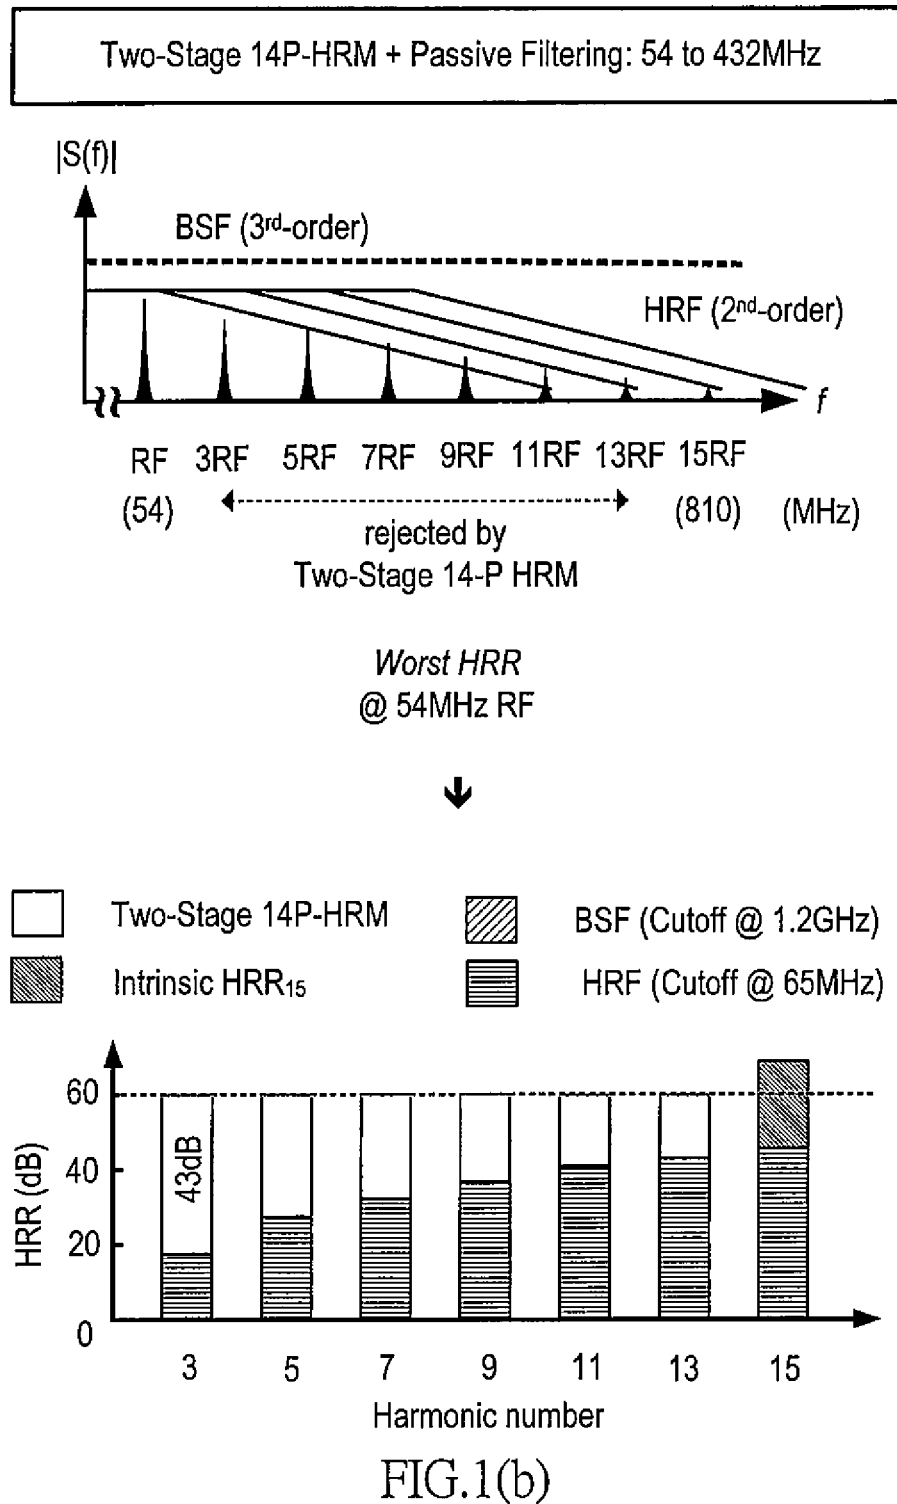 Two-Stage 14P-HRM + Passive Filtering: 54 to 432MHz
|S(f)|
BSF (3rd-order)
HRF (2nd-order)
f
RF 3RF 5RF 7RF 9RF 11RF 13RF 15RF
(54) (810) (MHz)
rejected by
Two-Stage 14-P HRM
Worst HRR
@ 54MHz RF
Two-Stage 14P-HRM
BSF (Cutoff @ 1.2GHz)
Intrinsic HRR15
HRF (Cutoff @ 65MHz)
HRR (dB)
60
40
20
0
43dB
3 5 7 9 11 13 15
Harmonic number
FIG.1(b)